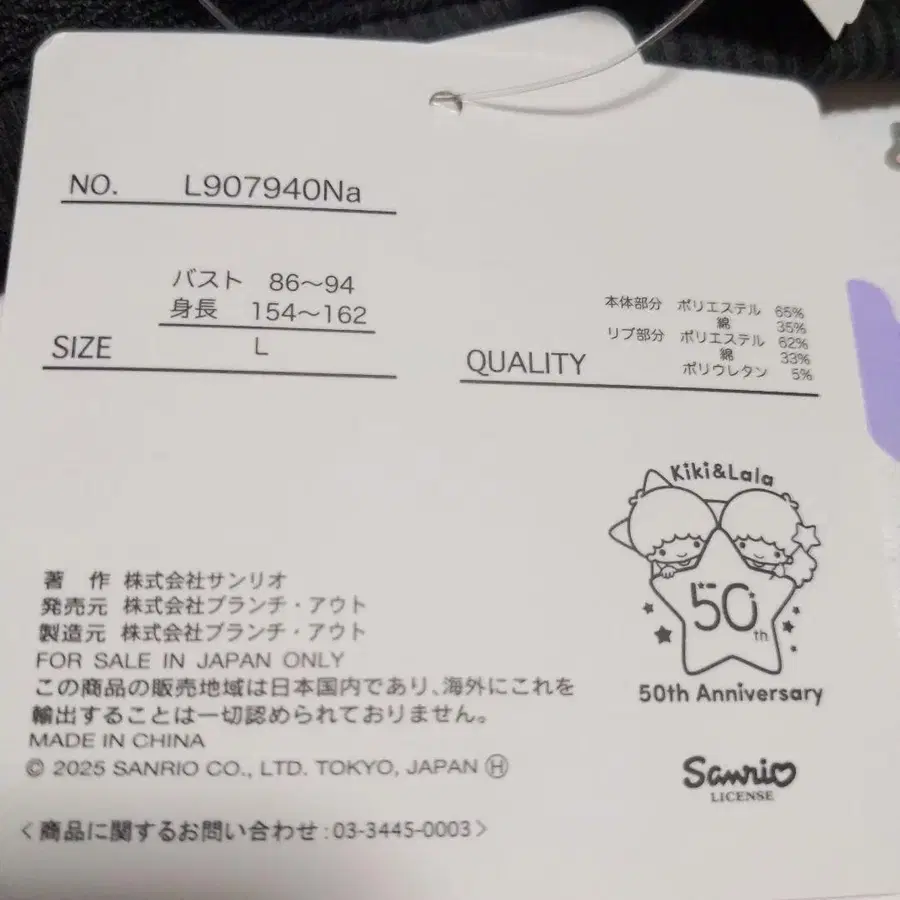 NO. L907940Na
バスト 86〜94
身長 154〜162
SIZE L
本体部分 ポリエステル 65%
綿 35%
リブ部分 ポリエステル 62%
綿 33%
ポリウレタン 5%
QUALITY
Kiki&Lala
50th
50th Anniversary
Sanrio
LICENSE
著 作 株式会社サンリオ
発売元 株式会社ブランチ・アウト
製造元 株式会社ブランチ・アウト
FOR SALE IN JAPAN ONLY
この商品の販売地域は日本国内であり、海外にこれを
輸出することは一切認められておりません。
MADE IN CHINA
© 2025 SANRIO CO., LTD. TOKYO, JAPAN Ⓗ
<商品に関するお問い合わせ:03-3445-0003>